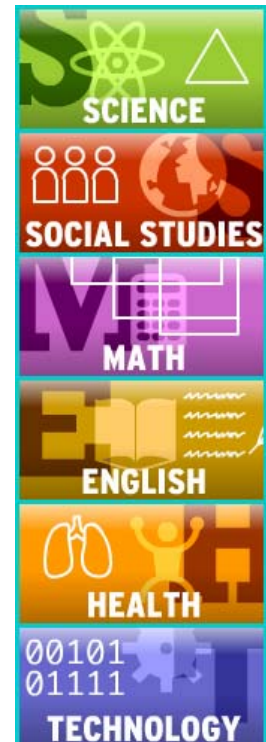 S
SCIENCE
S
SOCIAL STUDIES
M
MATH
E
ENGLISH
H
HEALTH
00101
01111
T
TECHNOLOGY